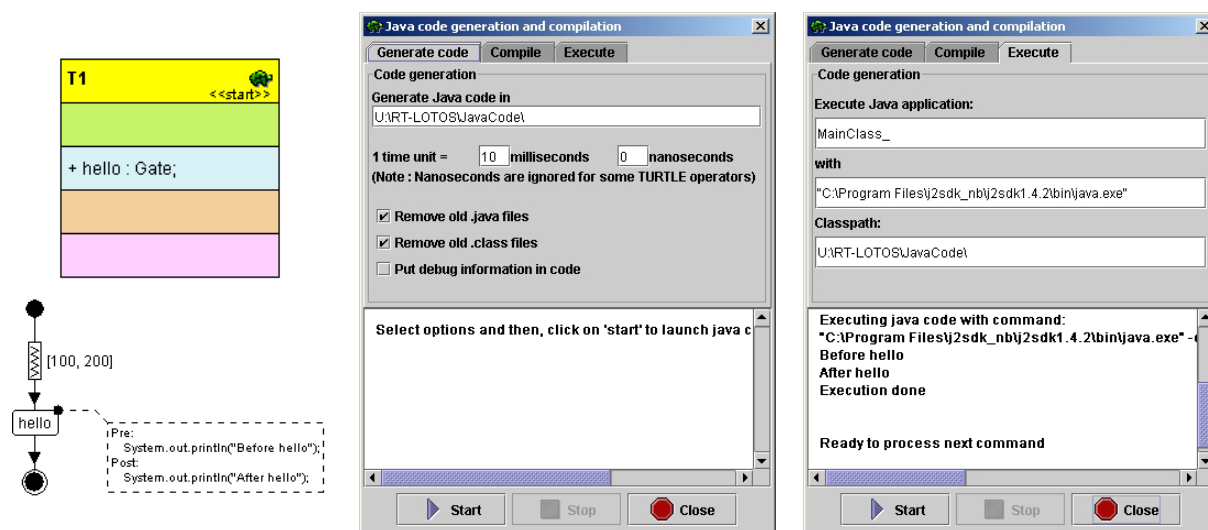 T1
<<start>>
+ hello : Gate;
[100, 200]
hello
Pre:
System.out.println("Before hello");
Post:
System.out.println("After hello");
Java code generation and compilation
Generate code Compile Execute
Code generation
Generate Java code in
U:\RT-LOTOS\JavaCode\
1 time unit = 10 milliseconds 0 nanoseconds
(Note : Nanoseconds are ignored for some TURTLE operators)
Remove old .java files
Remove old .class files
Put debug information in code
Select options and then, click on 'start' to launch java c
Start Stop Close
Java code generation and compilation
Generate code Compile Execute
Code generation
Execute Java application:
MainClass_
with
"C:\Program Files\j2sdk_nb\j2sdk1.4.2\bin\java.exe"
Classpath:
U:\RT-LOTOS\JavaCode\
Executing java code with command:
"C:\Program Files\j2sdk_nb\j2sdk1.4.2\bin\java.exe" -c
Before hello
After hello
Execution done
Ready to process next command
Start Stop Close